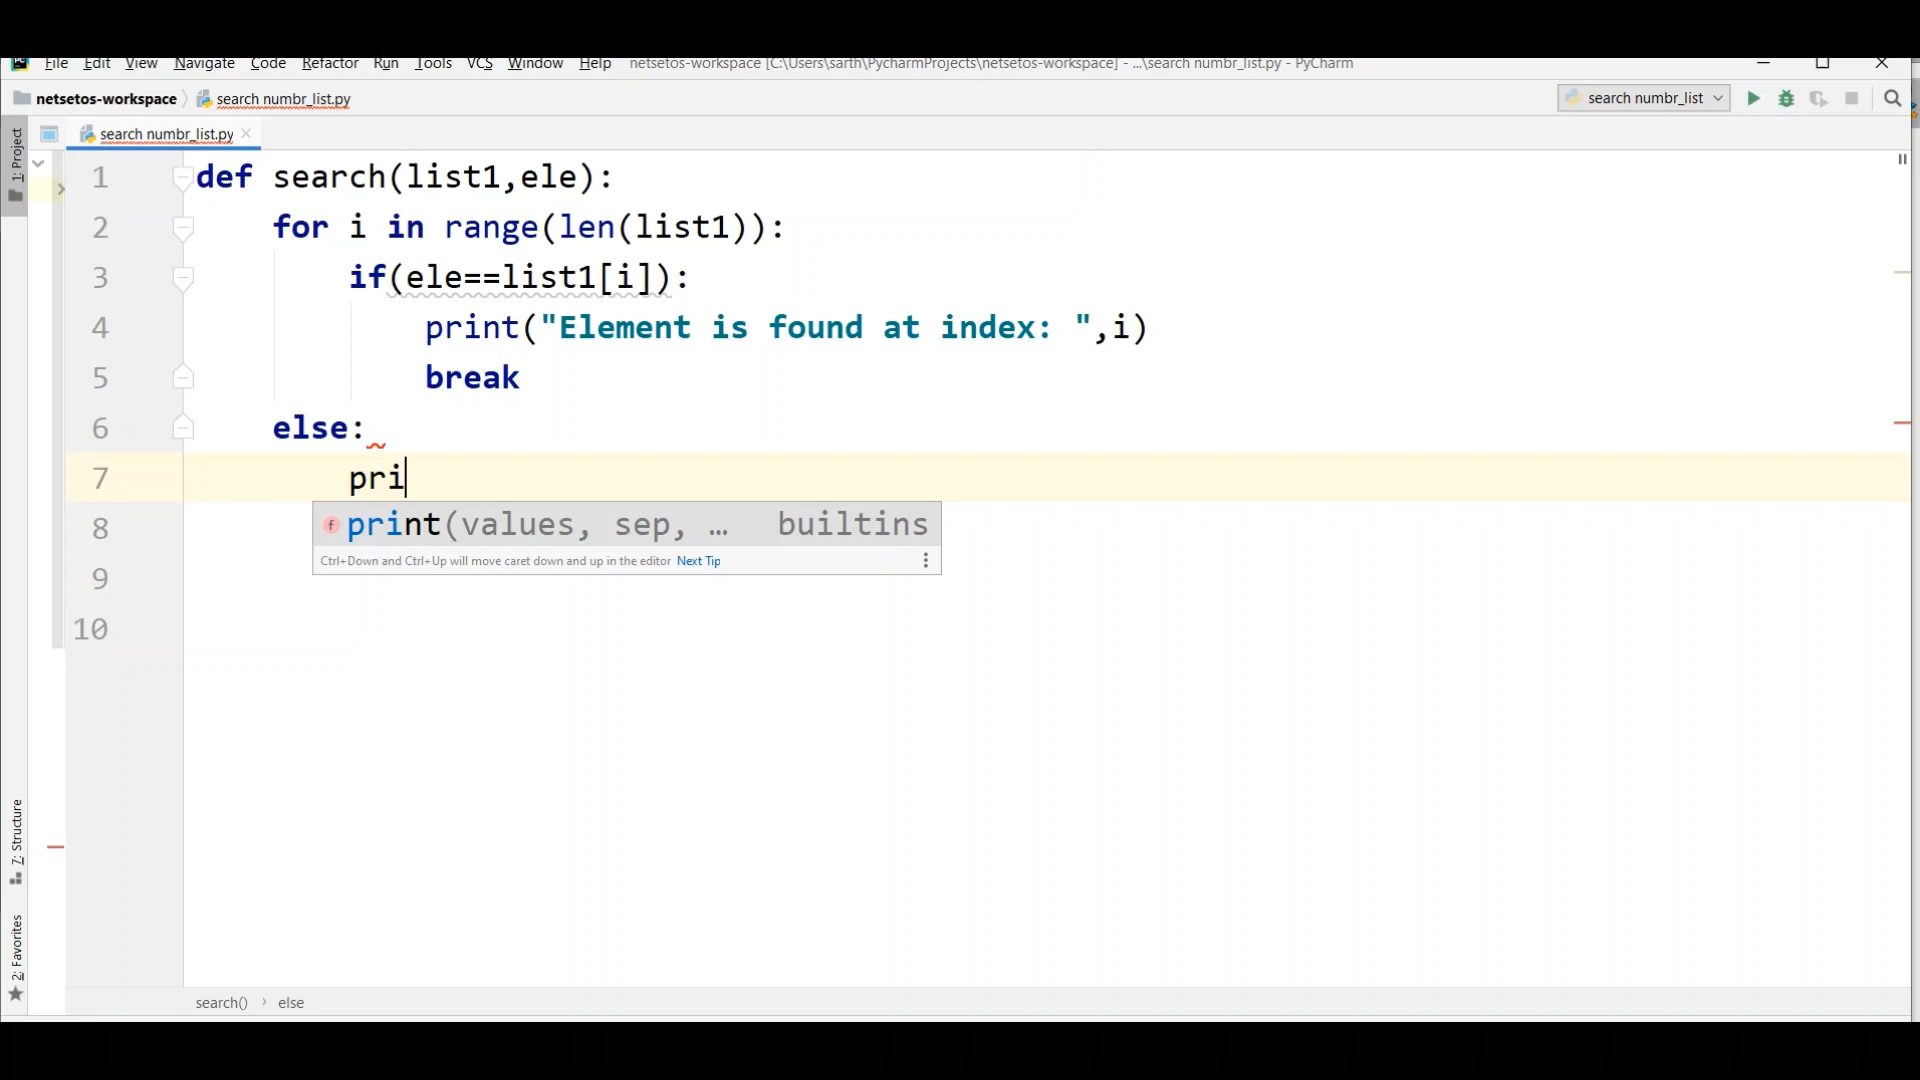 File Edit View Navigate Code Refactor Run Tools VCS Window Help netsetos-workspace [C:\Users\sarth\PycharmProjects\netsetos-workspace] - ...\search numbr_list.py - PyCharm
netsetos-workspace search numbr_list.py search numbr_list
search numbr_list.py
1: Project
1 def search(list1,ele):
2 for i in range(len(list1)):
3 if(ele==list1[i]):
4 print("Element is found at index: ",i)
5 break
6 else:
7 pri
f print(values, sep, … builtins
Ctrl+Down and Ctrl+Up will move caret down and up in the editor Next Tip
8
9
10
7: Structure
2: Favorites
search() › else